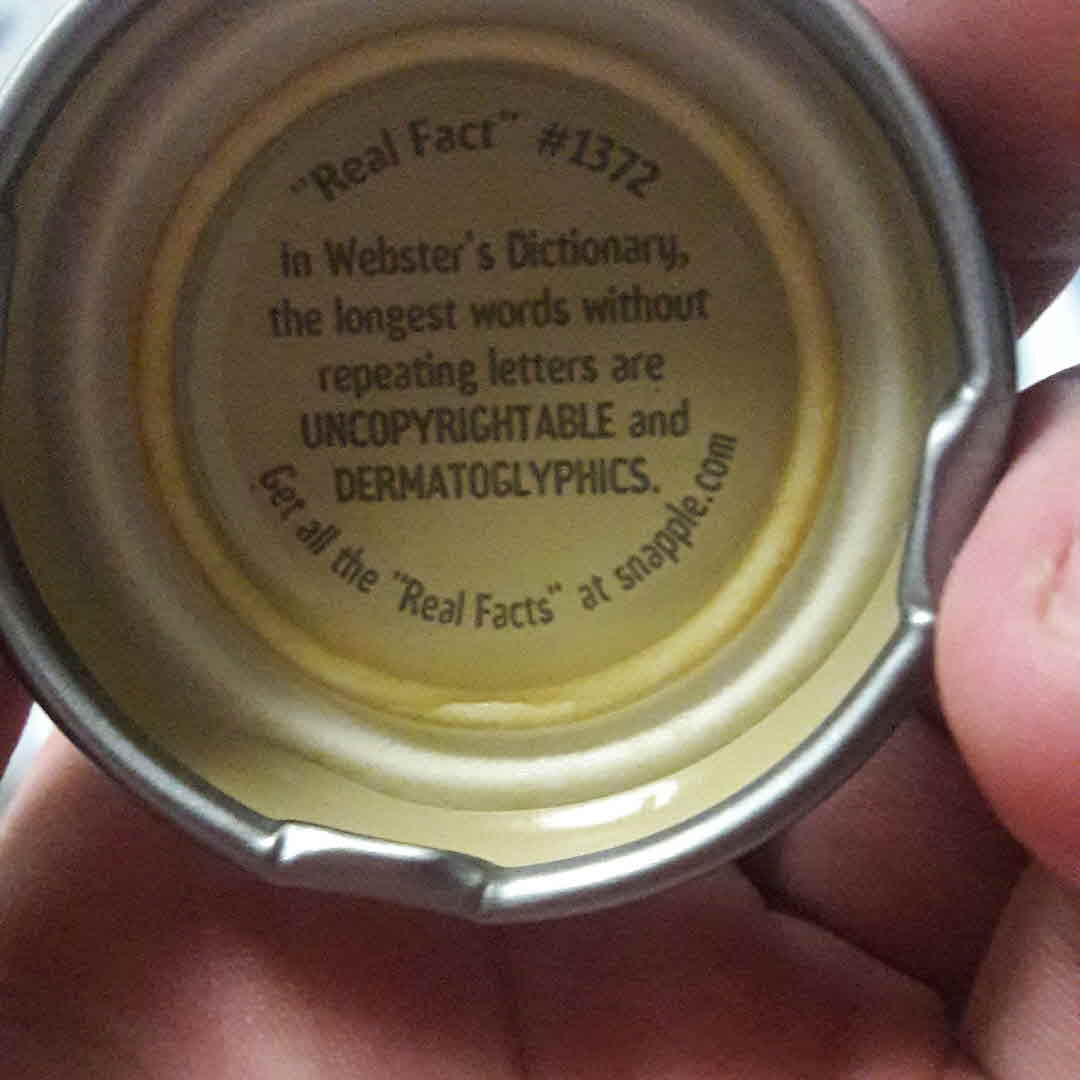 "Real Fact" #1372
in Webster's Dictionary,
the longest words without
repeating letters are
UNCOPYRIGHTABLE and
DERMATOGLYPHICS.
Get all the "Real Facts" at snapple.com